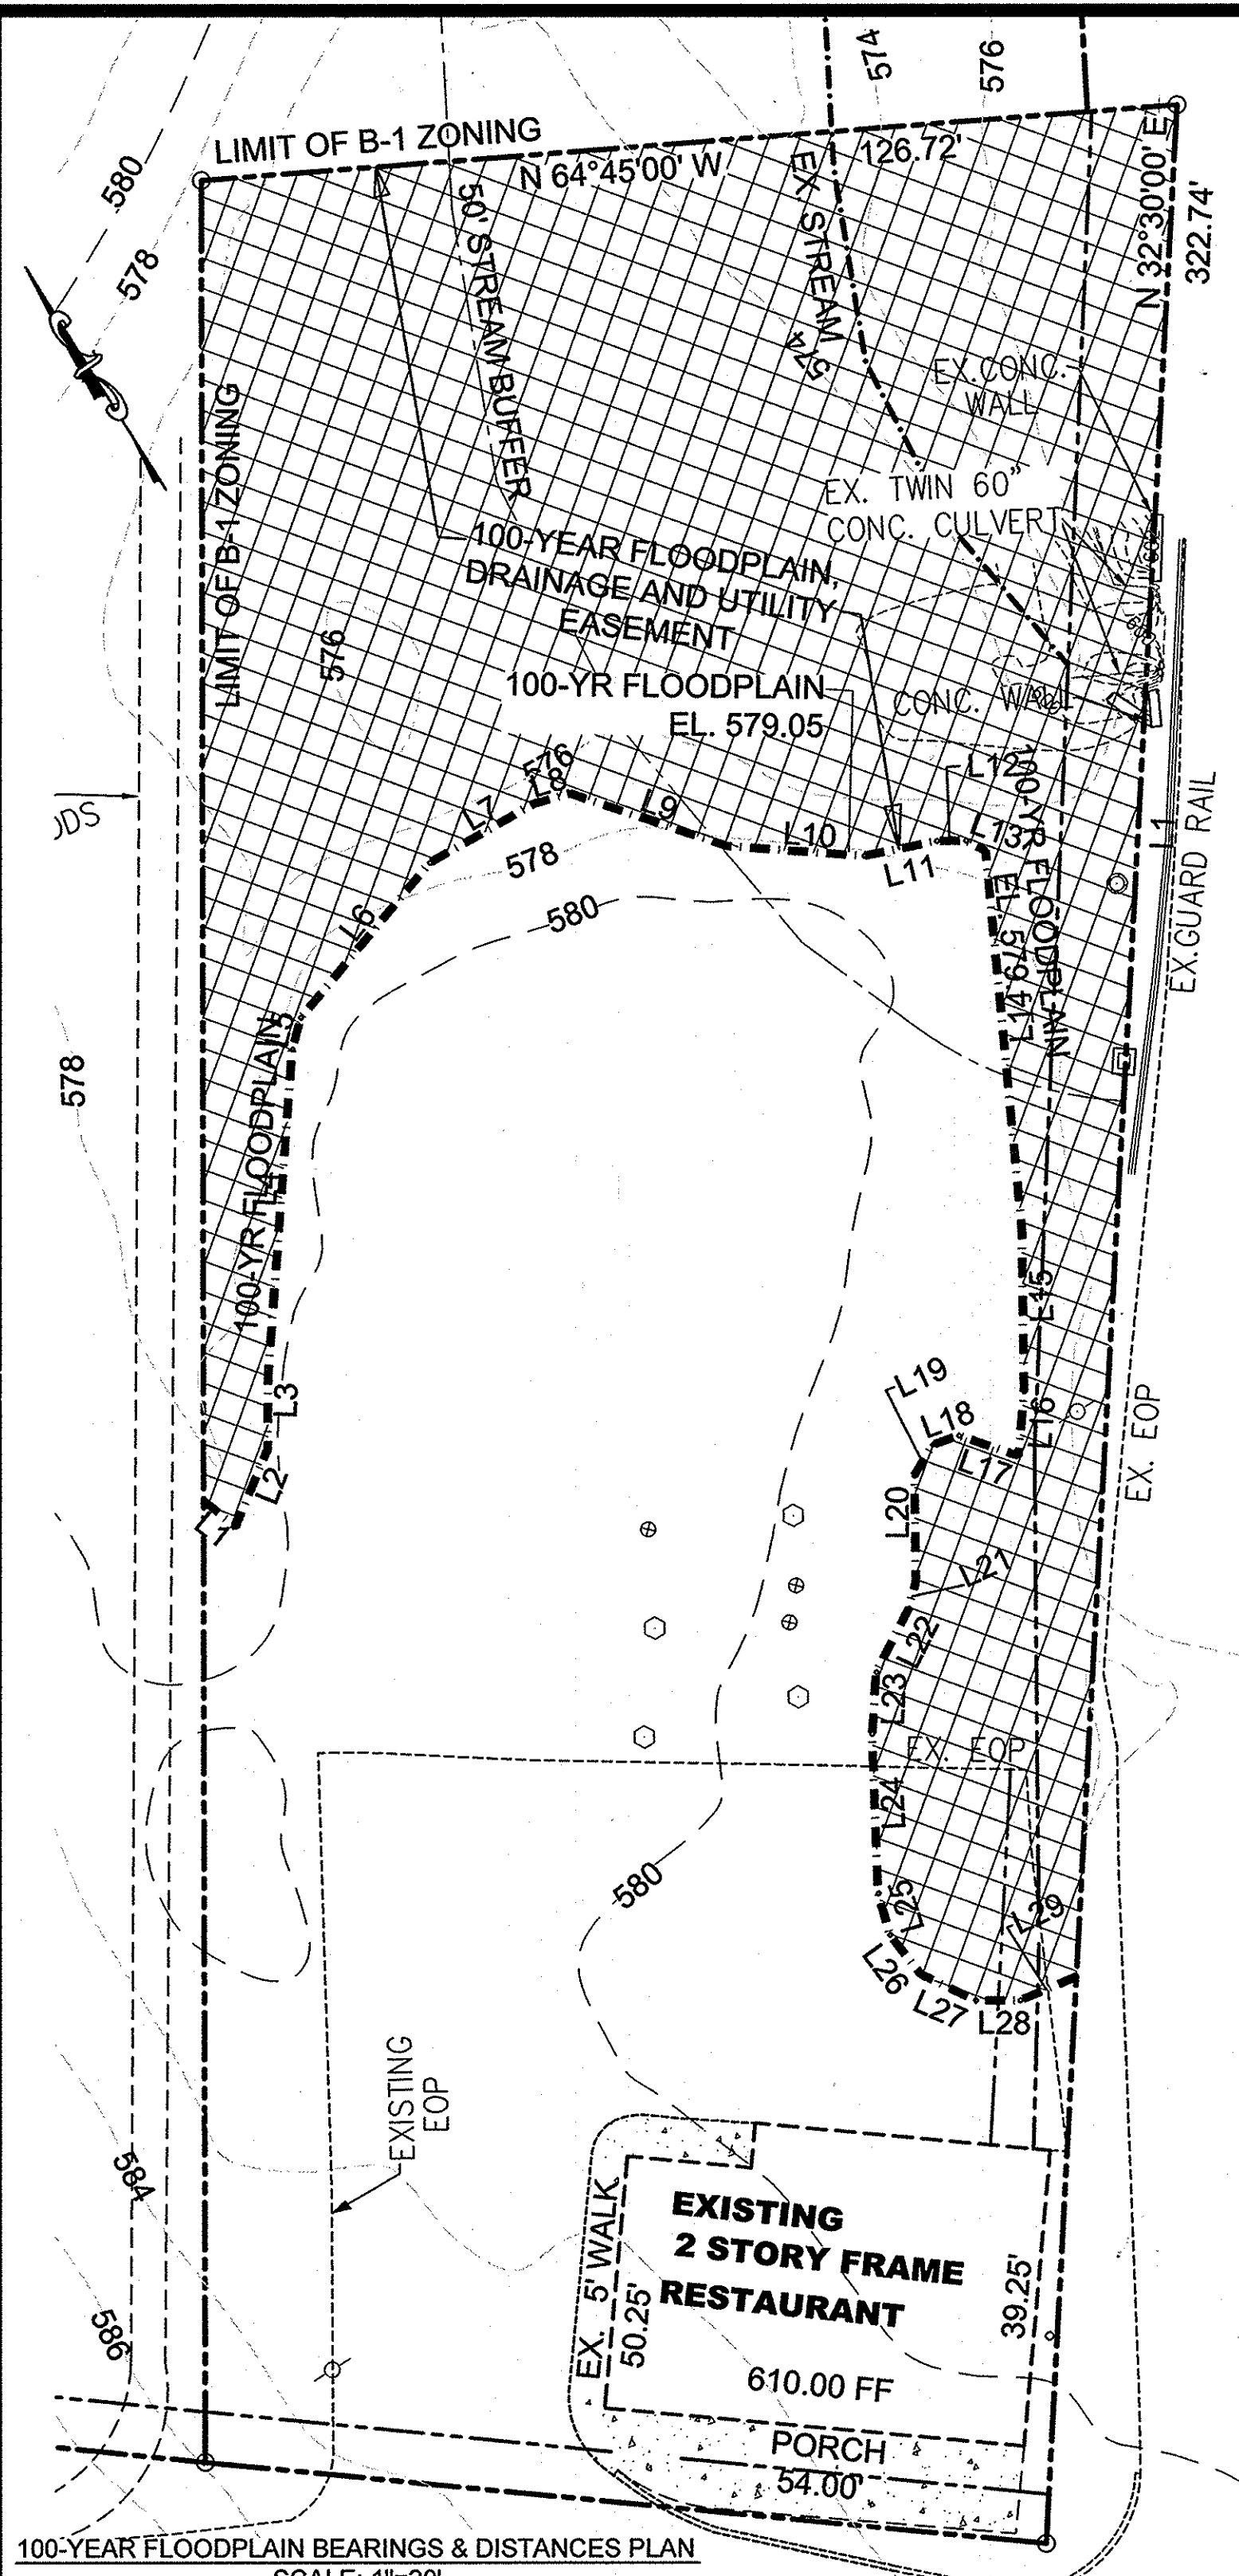 574
576
LIMIT OF B-1 ZONING
N 64°45'00' W
126.72'
580
578
50' STREAM BUFFER
EX. STREAM
574
N 32°30'00' E
322.74'
EX.CONC.
WALL
LIMIT OF B-1 ZONING
EX. TWIN 60"
CONC. CULVERT
100-YEAR FLOODPLAIN,
DRAINAGE AND UTILITY
EASEMENT
576
100-YR FLOODPLAIN
EL. 579.05
CONC. WALL
L12
576
L8
L7
L9
L10
L11
L13
L1
EX.GUARD RAIL
578
580
100-YR FLOODPLAIN
EL. 579.4
L14
L6
L5
578
100-YR FLOODPLAIN
L4
L15
L3
L19
L18
L17
L16
EX. EOP
L2
L1
L20
L21
L22
L23
EX. EOP
L24
580
L25
L29
L26
L27
L28
EXISTING
EOP
584
586
EX. 5' WALK
50.25'
EXISTING
2 STORY FRAME
RESTAURANT
39.25'
610.00 FF
PORCH
54.00'
100-YEAR FLOODPLAIN BEARINGS & DISTANCES PLAN